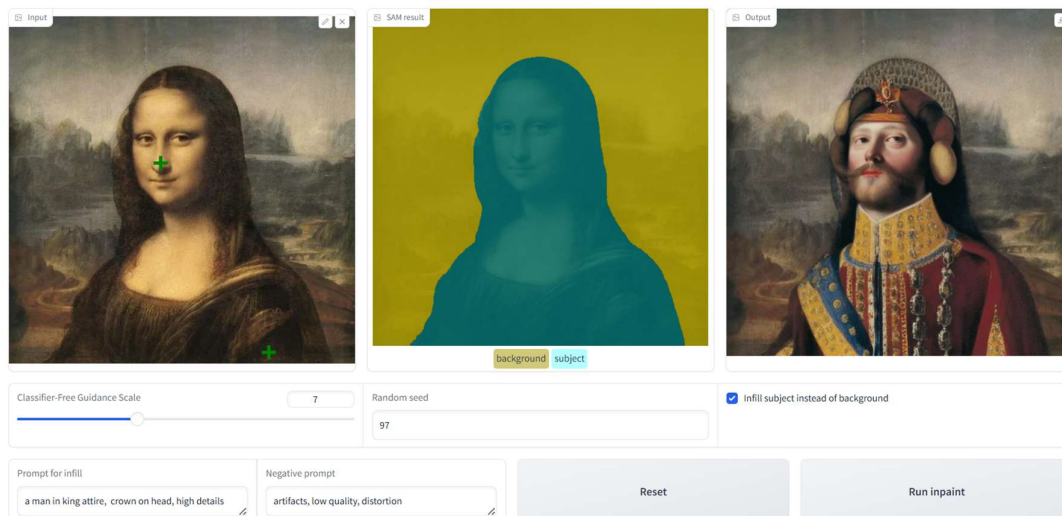 Input
SAM result
Output
background subject
Classifier-Free Guidance Scale
7
Random seed
97
Infill subject instead of background
Prompt for infill
a man in king attire, crown on head, high details
Negative prompt
artifacts, low quality, distortion
Reset
Run inpaint